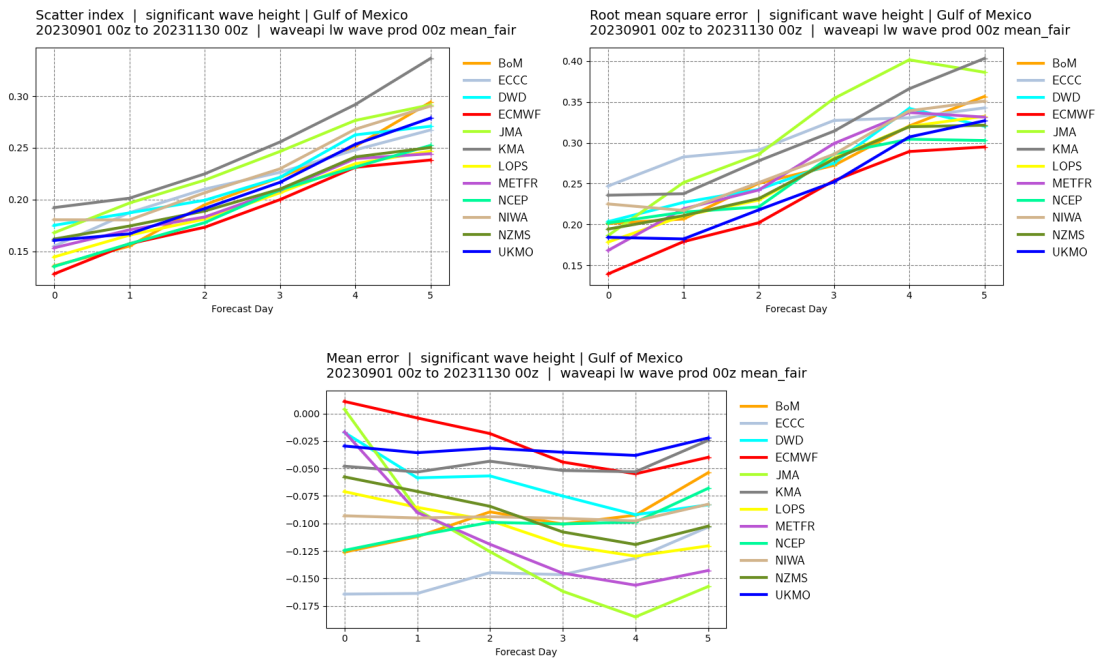 Scatter index | significant wave height | Gulf of Mexico
20230901 00z to 20231130 00z | waveapi lw wave prod 00z mean_fair
0.30
0.25
0.20
0.15
0
1
2
3
4
5
Forecast Day
BoM
ECCC
DWD
ECMWF
JMA
KMA
LOPS
METFR
NCEP
NIWA
NZMS
UKMO
Root mean square error | significant wave height | Gulf of Mexico
20230901 00z to 20231130 00z | waveapi lw wave prod 00z mean_fair
0.40
0.35
0.30
0.25
0.20
0.15
0
1
2
3
4
5
Forecast Day
BoM
ECCC
DWD
ECMWF
JMA
KMA
LOPS
METFR
NCEP
NIWA
NZMS
UKMO
Mean error | significant wave height | Gulf of Mexico
20230901 00z to 20231130 00z | waveapi lw wave prod 00z mean_fair
0.000
−0.025
−0.050
−0.075
−0.100
−0.125
−0.150
−0.175
0
1
2
3
4
5
Forecast Day
BoM
ECCC
DWD
ECMWF
JMA
KMA
LOPS
METFR
NCEP
NIWA
NZMS
UKMO